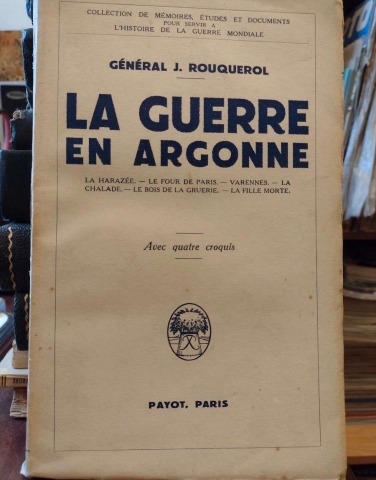 COLLECTION DE MÉMOIRES, ÉTUDES ET DOCUMENTS
POUR SERVIR A
L'HISTOIRE DE LA GUERRE MONDIALE
GÉNÉRAL J. ROUQUEROL
LA GUERRE
EN ARGONNE
LA HARAZÉE. — LE FOUR DE PARIS. — VARENNES. — LA
CHALADE. — LE BOIS DE LA GRUERIE. — LA FILLE MORTE.
Avec quatre croquis
PAYOT, PARIS